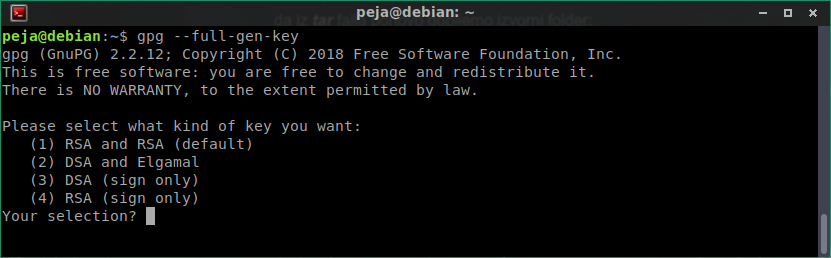 da iz tar
peja@debian: ~
peja@debian:~$ gpg --full-gen-key
gpg (GnuPG) 2.2.12; Copyright (C) 2018 Free Software Foundation, Inc.
This is free software: you are free to change and redistribute it.
There is NO WARRANTY, to the extent permitted by law.
Please select what kind of key you want:
(1) RSA and RSA (default)
(2) DSA and Elgamal
(3) DSA (sign only)
(4) RSA (sign only)
Your selection?